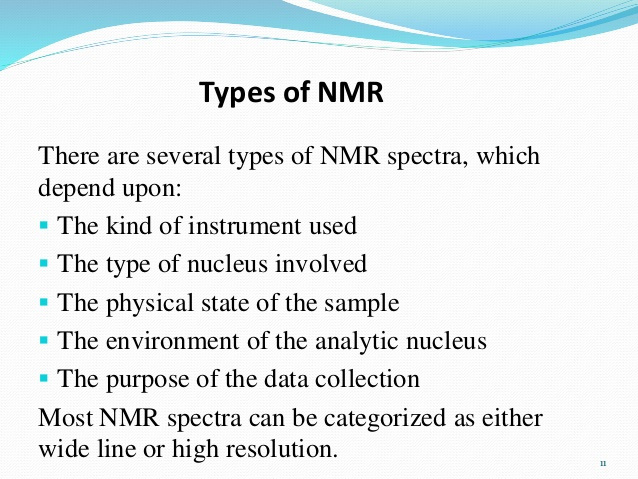 Types of NMR
There are several types of NMR spectra, which
depend upon:
▪ The kind of instrument used
▪ The type of nucleus involved
▪ The physical state of the sample
▪ The environment of the analytic nucleus
▪ The purpose of the data collection
Most NMR spectra can be categorized as either
wide line or high resolution.
11